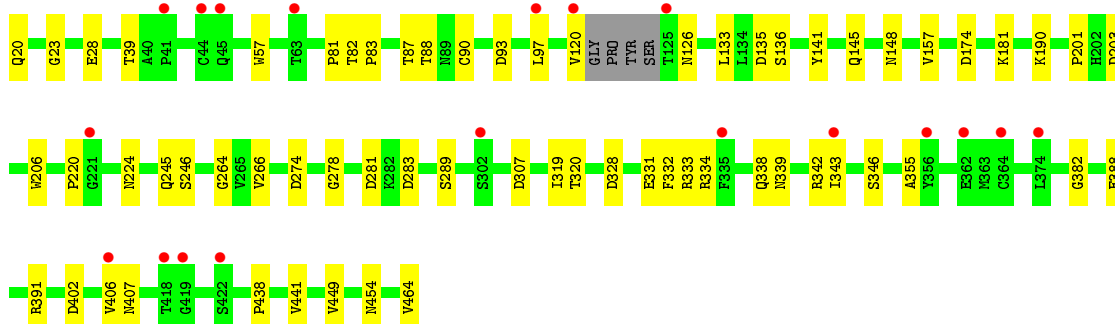 Q20 G23 E28 T39 A40 P41 C44 Q45 W57 T63 P81 T82 P83 T87 T88 N89 C90 D93 L97 V120 GLY PRO TYR SER T125 N126 L133 L134 D135 S136 Y141 Q145 N148 V157 D174 K181 K190 P201 H202 D203
W206 P220 G221 N224 Q245 S246 G264 V265 V266 D274 G278 D281 K282 D283 S289 S302 D307 I319 T320 D328 E331 F332 R333 R334 F335 Q338 N339 R342 I343 S346 A355 Y356 E362 M363 C364 L374 G382
R391 D402 V406 N407 T418 G419 S422 P438 V441 V449 N454 V464